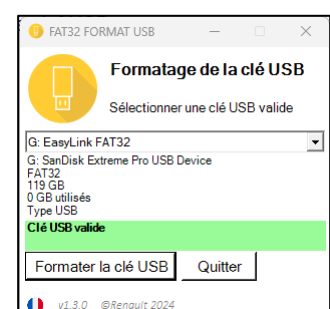 FAT32 FORMAT USB
Formatage de la clé USB
Sélectionner une clé USB valide
G: EasyLink FAT32
G: SanDisk Extreme Pro USB Device
FAT32
119 GB
0 GB utilisés
Type USB
Clé USB valide
Formater la clé USB Quitter
v1.3.0 ©Renault 2024